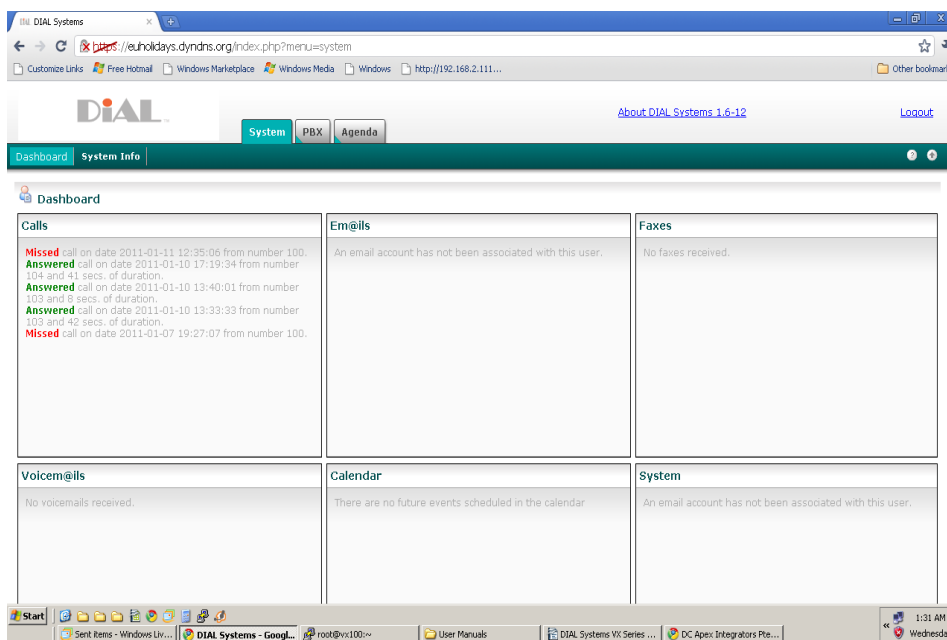 DIAL Systems
https://euholidays.dyndns.org/index.php?menu=system
Customize Links Free Hotmail Windows Marketplace Windows Media Windows http://192.168.2.111... Other bookmar
DiAL
System PBX Agenda
About DIAL Systems 1.6-12
Logout
Dashboard System Info
Dashboard
Calls
Missed call on date 2011-01-11 12:35:06 from number 100.
Answered call on date 2011-01-10 17:19:34 from number
104 and 41 secs. of duration.
Answered call on date 2011-01-10 13:40:01 from number
103 and 8 secs. of duration.
Answered call on date 2011-01-10 13:33:33 from number
103 and 42 secs. of duration.
Missed call on date 2011-01-07 19:27:07 from number 100.
Em@ils
An email account has not been associated with this user.
Faxes
No faxes received.
Voicem@ils
No voicemails received.
Calendar
There are no future events scheduled in the calendar
System
An email account has not been associated with this user.
Start
Sent items - Windows Liv... DIAL Systems - Googl... root@vx100:~ User Manuals DIAL Systems VX Series ... DC Apex Integrators Pte...
1:31 AM
Wednesda